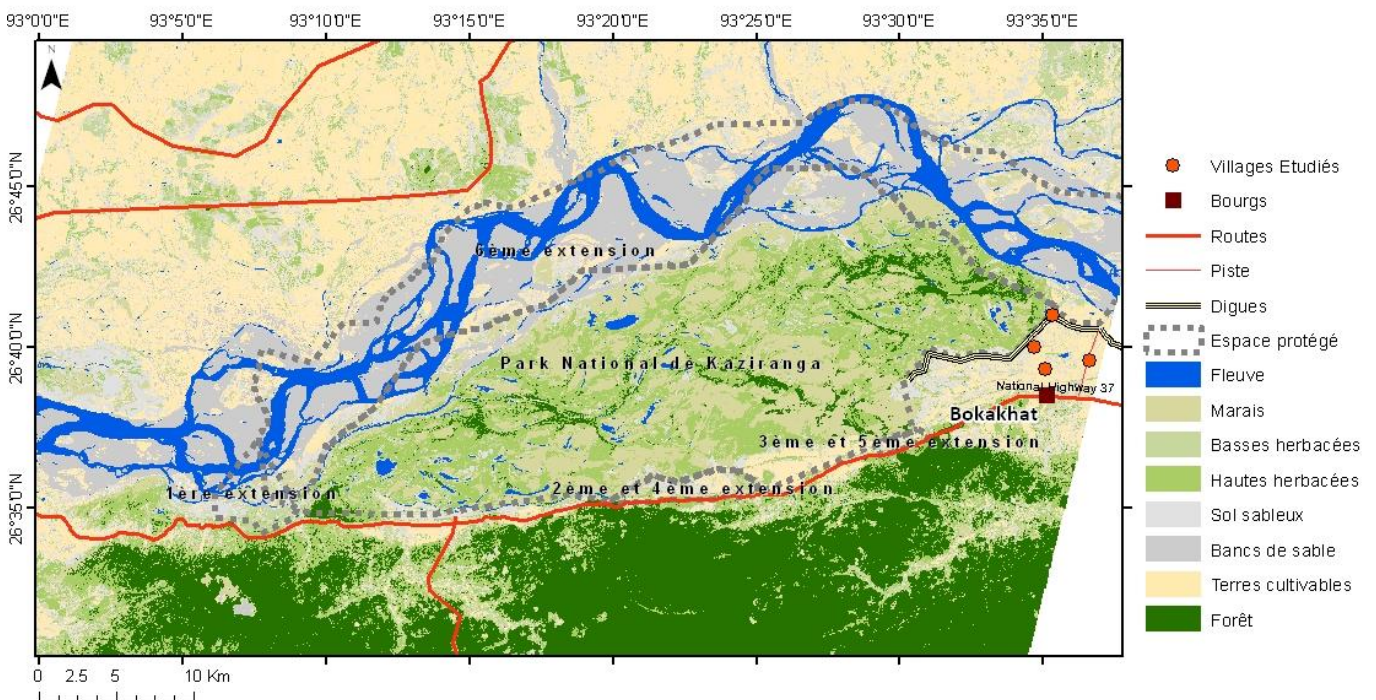 93°0'0"E 93°5'0"E 93°10'0"E 93°15'0"E 93°20'0"E 93°25'0"E 93°30'0"E 93°35'0"E
N
26°45'0"N
26°40'0"N
26°35'0"N
6ème extension
Park National de Kaziranga
National Highway 37
Bokakhat
3ème et 5ème extension
2ème et 4ème extension
1ère extension
0 2.5 5 10 Km
Villages Etudiés
Bourgs
Routes
Piste
Digues
Espace protégé
Fleuve
Marais
Basses herbacées
Hautes herbacées
Sol sableux
Bancs de sable
Terres cultivables
Forêt